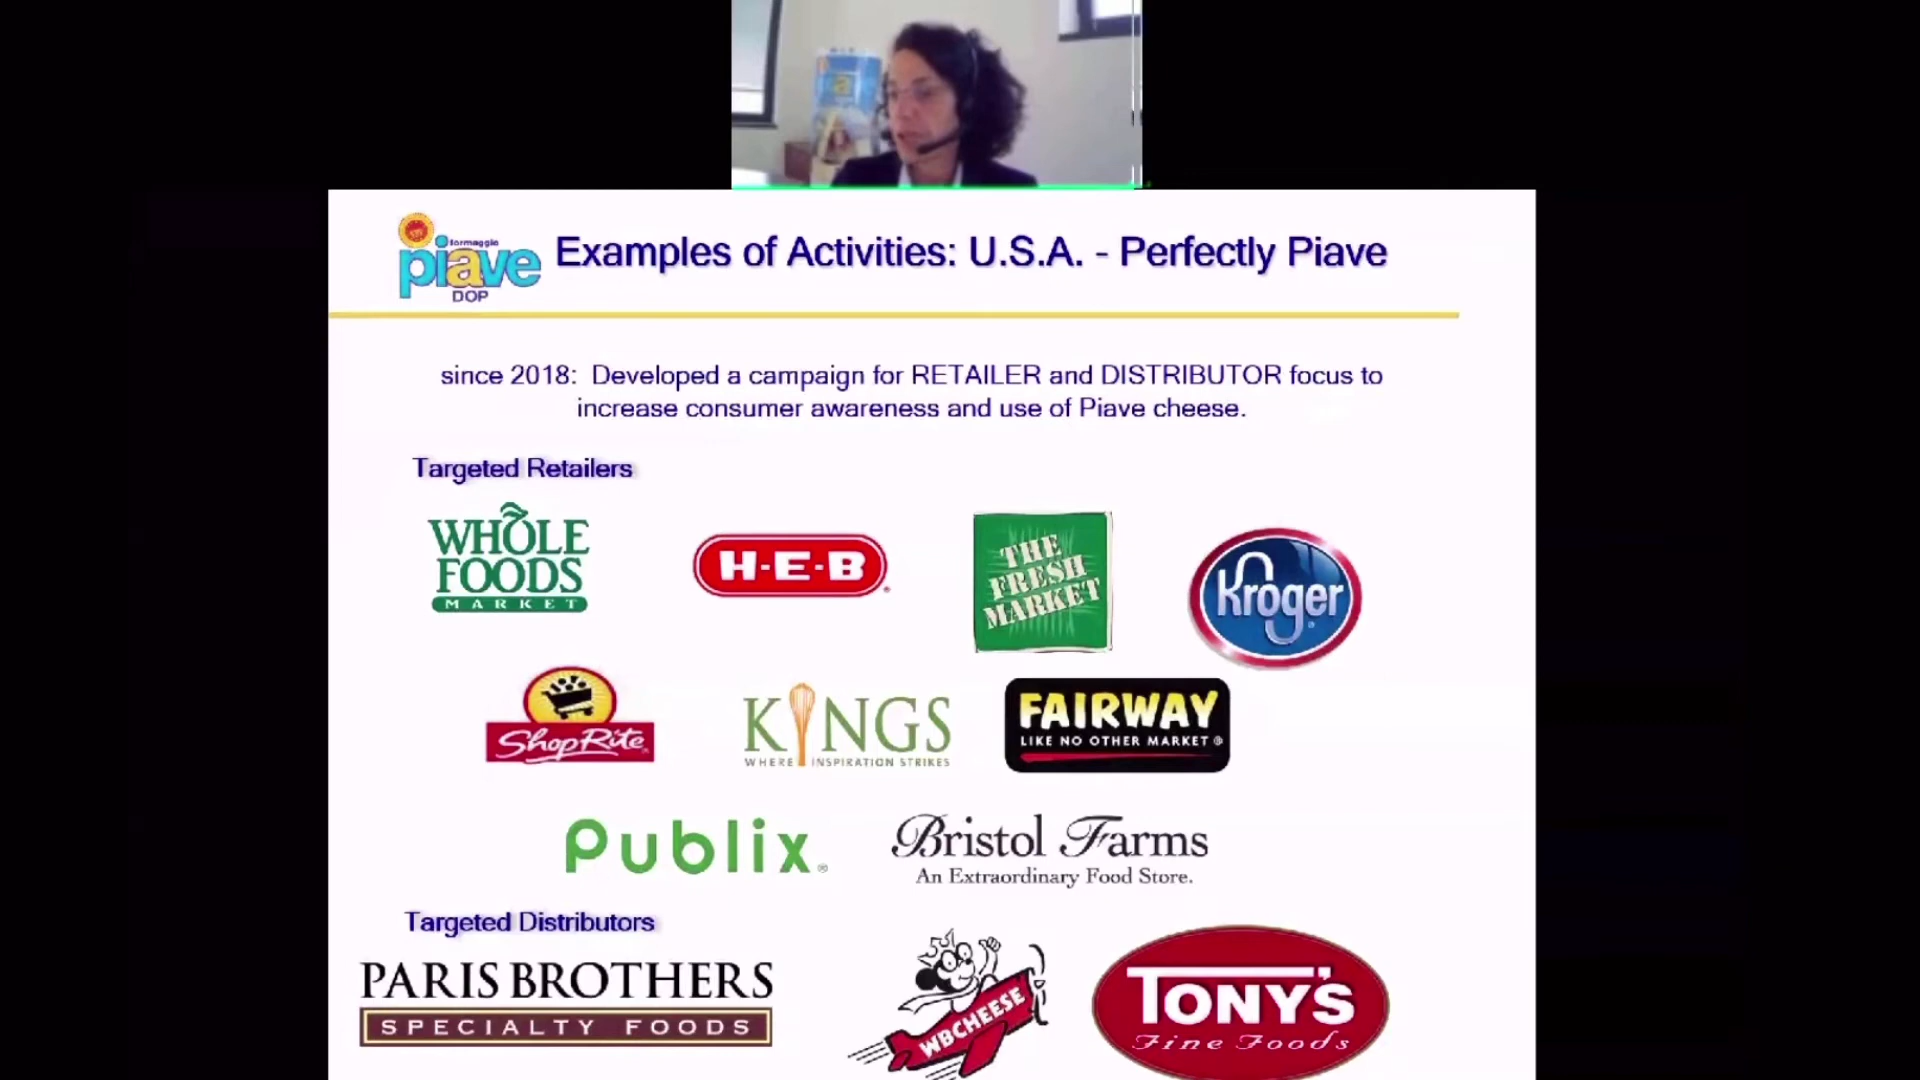 formaggio
piave
DOP
Examples of Activities: U.S.A. - Perfectly Piave
since 2018: Developed a campaign for RETAILER and DISTRIBUTOR focus to
increase consumer awareness and use of Piave cheese.
Targeted Retailers
WHOLE
FOODS
MARKET
H-E-B
THE
FRESH
MARKET
Kroger
ShopRite
KINGS
WHERE INSPIRATION STRIKES
FAIRWAY
LIKE NO OTHER MARKET ®
Publix®
Bristol Farms
An Extraordinary Food Store.
Targeted Distributors
PARIS BROTHERS
SPECIALTY FOODS
WBCHEESE
TONY'S
Fine Foods